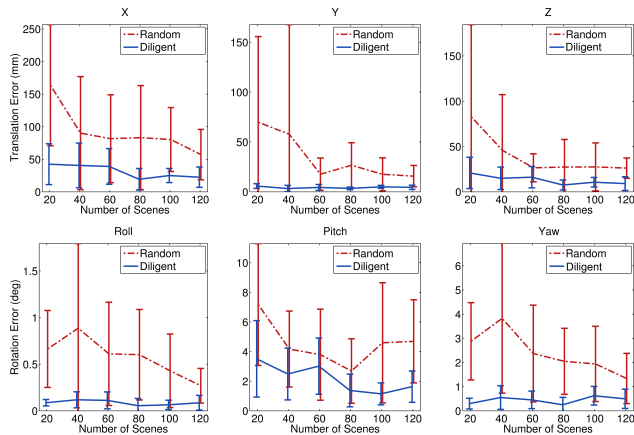 X
Y
Z
Translation Error (mm)
250
200
150
100
50
0
Random
Diligent
20 40 60 80 100 120
Number of Scenes
150
100
50
0
Random
Diligent
20 40 60 80 100 120
Number of Scenes
150
100
50
0
Random
Diligent
20 40 60 80 100 120
Number of Scenes
Roll
Pitch
Yaw
Rotation Error (deg)
1.5
1
0.5
0
Random
Diligent
20 40 60 80 100 120
Number of Scenes
10
8
6
4
2
0
Random
Diligent
20 40 60 80 100 120
Number of Scenes
6
5
4
3
2
1
0
Random
Diligent
20 40 60 80 100 120
Number of Scenes